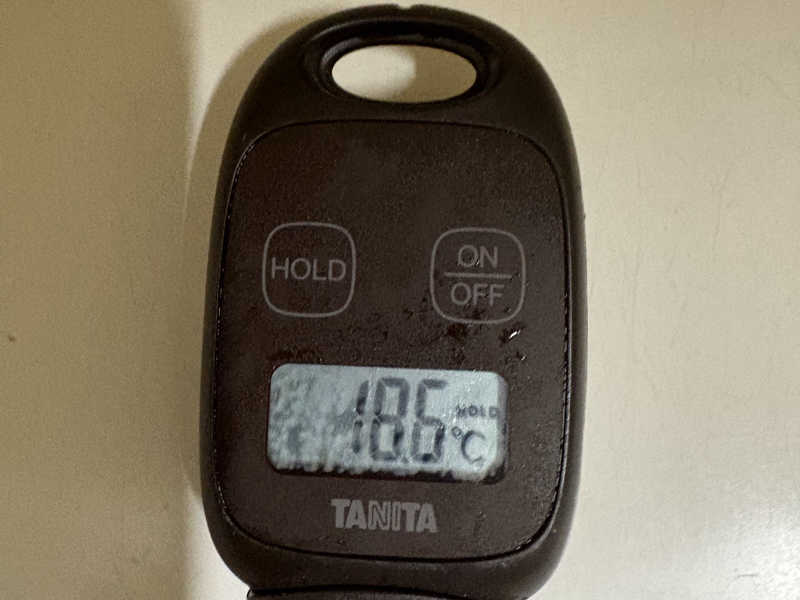 HOLD
ON
OFF
18.6
HOLD
°C
TANITA